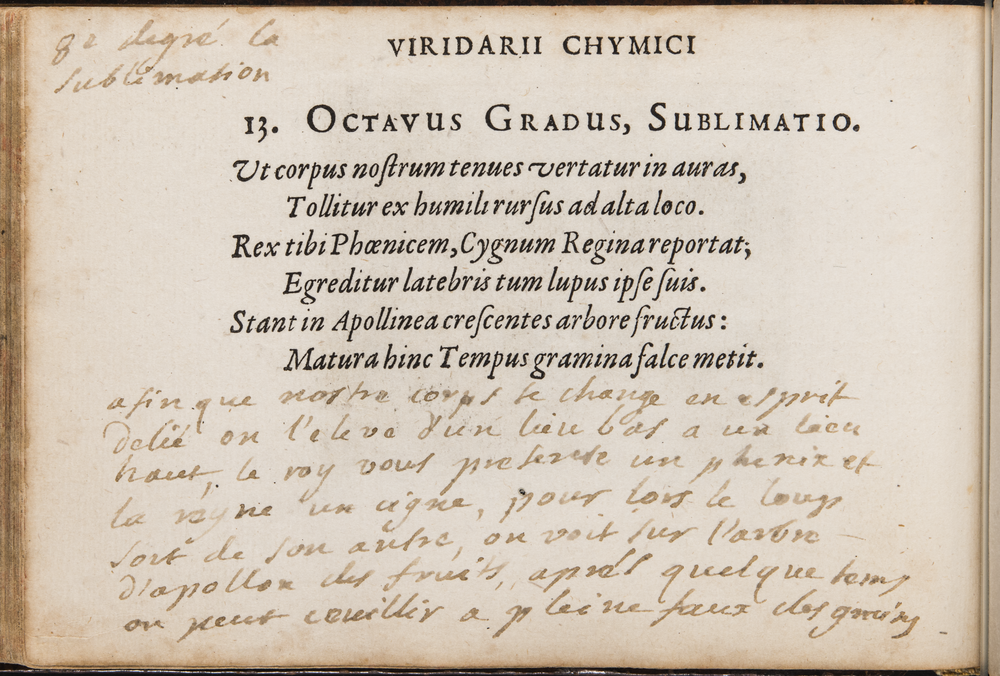 8e degré la
sublimation
VIRIDARII CHYMICI
13. OCTAVUS GRADUS, SUBLIMATIO.
Ut corpus noſtrum tenues vertatur in auras,
Tollitur ex humili rurſus ad alta loco.
Rex tibi Phœnicem, Cygnum Regina reportat;
Egreditur latebris tum lupus ipſe ſuis.
Stant in Apollinea creſcentes arbore fructus:
Matura hinc Tempus gramina falce metit.
afin que nostre corps se change en esprit
delié on l'eleve d'un lieu bas a un lieu
haut, le roy vous presente un phenix et
la reyne un cigne, pour lors le loup
sort de son antre, on voit sur l'arbre
d'apollon des fruits, aprés quelque temps
on peut ceuillir a pleine faux des grains